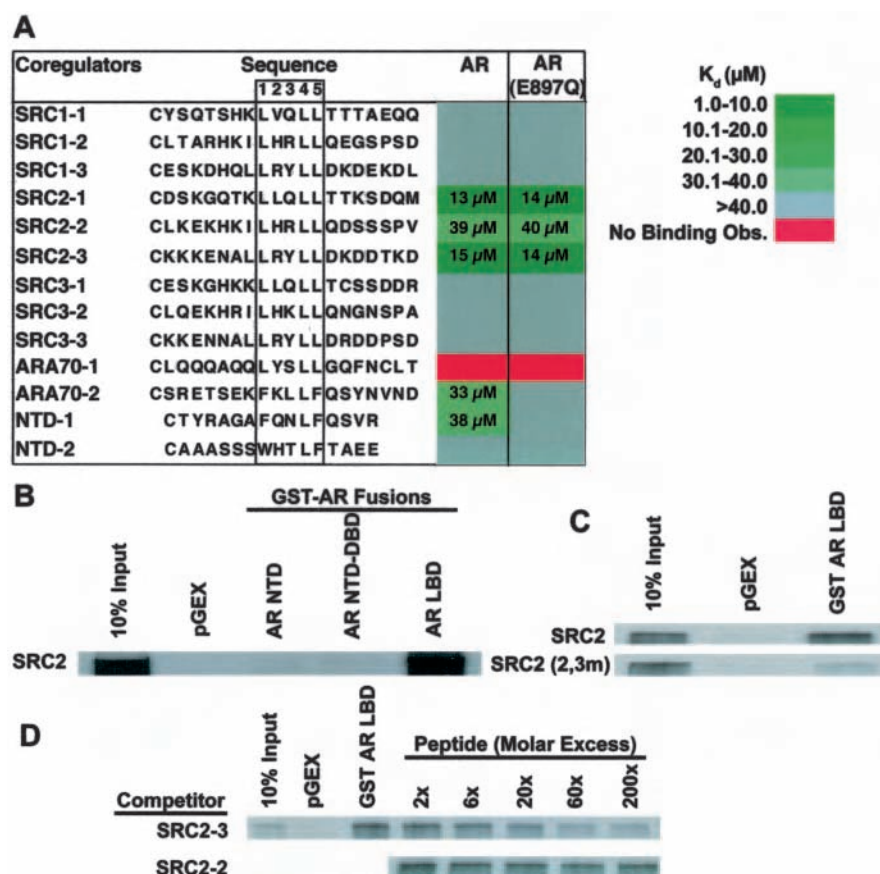 A
Coregulators Sequence AR AR (E897Q)
1 2 3 4 5
SRC1-1 CYSQTSHKLVQLLTTTAEQQ
SRC1-2 CLTARHKILHRLLQEGSPSD
SRC1-3 CESKDHQLLRYLLDKDEKDL
SRC2-1 CDSKGQTKLLQLLTTKSDQM 13 µM 14 µM
SRC2-2 CLKEKHKILHRLLQDSSSPV 39 µM 40 µM
SRC2-3 CKKKENALLRYLLDKDDTKD 15 µM 14 µM
SRC3-1 CESKGHKKLLQLLTCSSDDR
SRC3-2 CLQEKHRILHKLLQNGNSPA
SRC3-3 CKKENNALLRYLLDRDDPSD
ARA70-1 CLQQQAQQLYSLLGQFNCLT
ARA70-2 CSRETSEKFKLLFQSYNVND 33 µM
NTD-1 CTYRAGAFQNLFQSVR 38 µM
NTD-2 CAAASSSWHTLFTAEE
Kd (µM)
1.0-10.0
10.1-20.0
20.1-30.0
30.1-40.0
>40.0
No Binding Obs.
B
GST-AR Fusions
10% Input pGEX AR NTD AR NTD-DBD AR LBD
SRC2
C
10% Input pGEX GST AR LBD
SRC2
SRC2 (2,3m)
D
10% Input pGEX GST AR LBD
Peptide (Molar Excess)
2x 6x 20x 60x 200x
Competitor
SRC2-3
SRC2-2